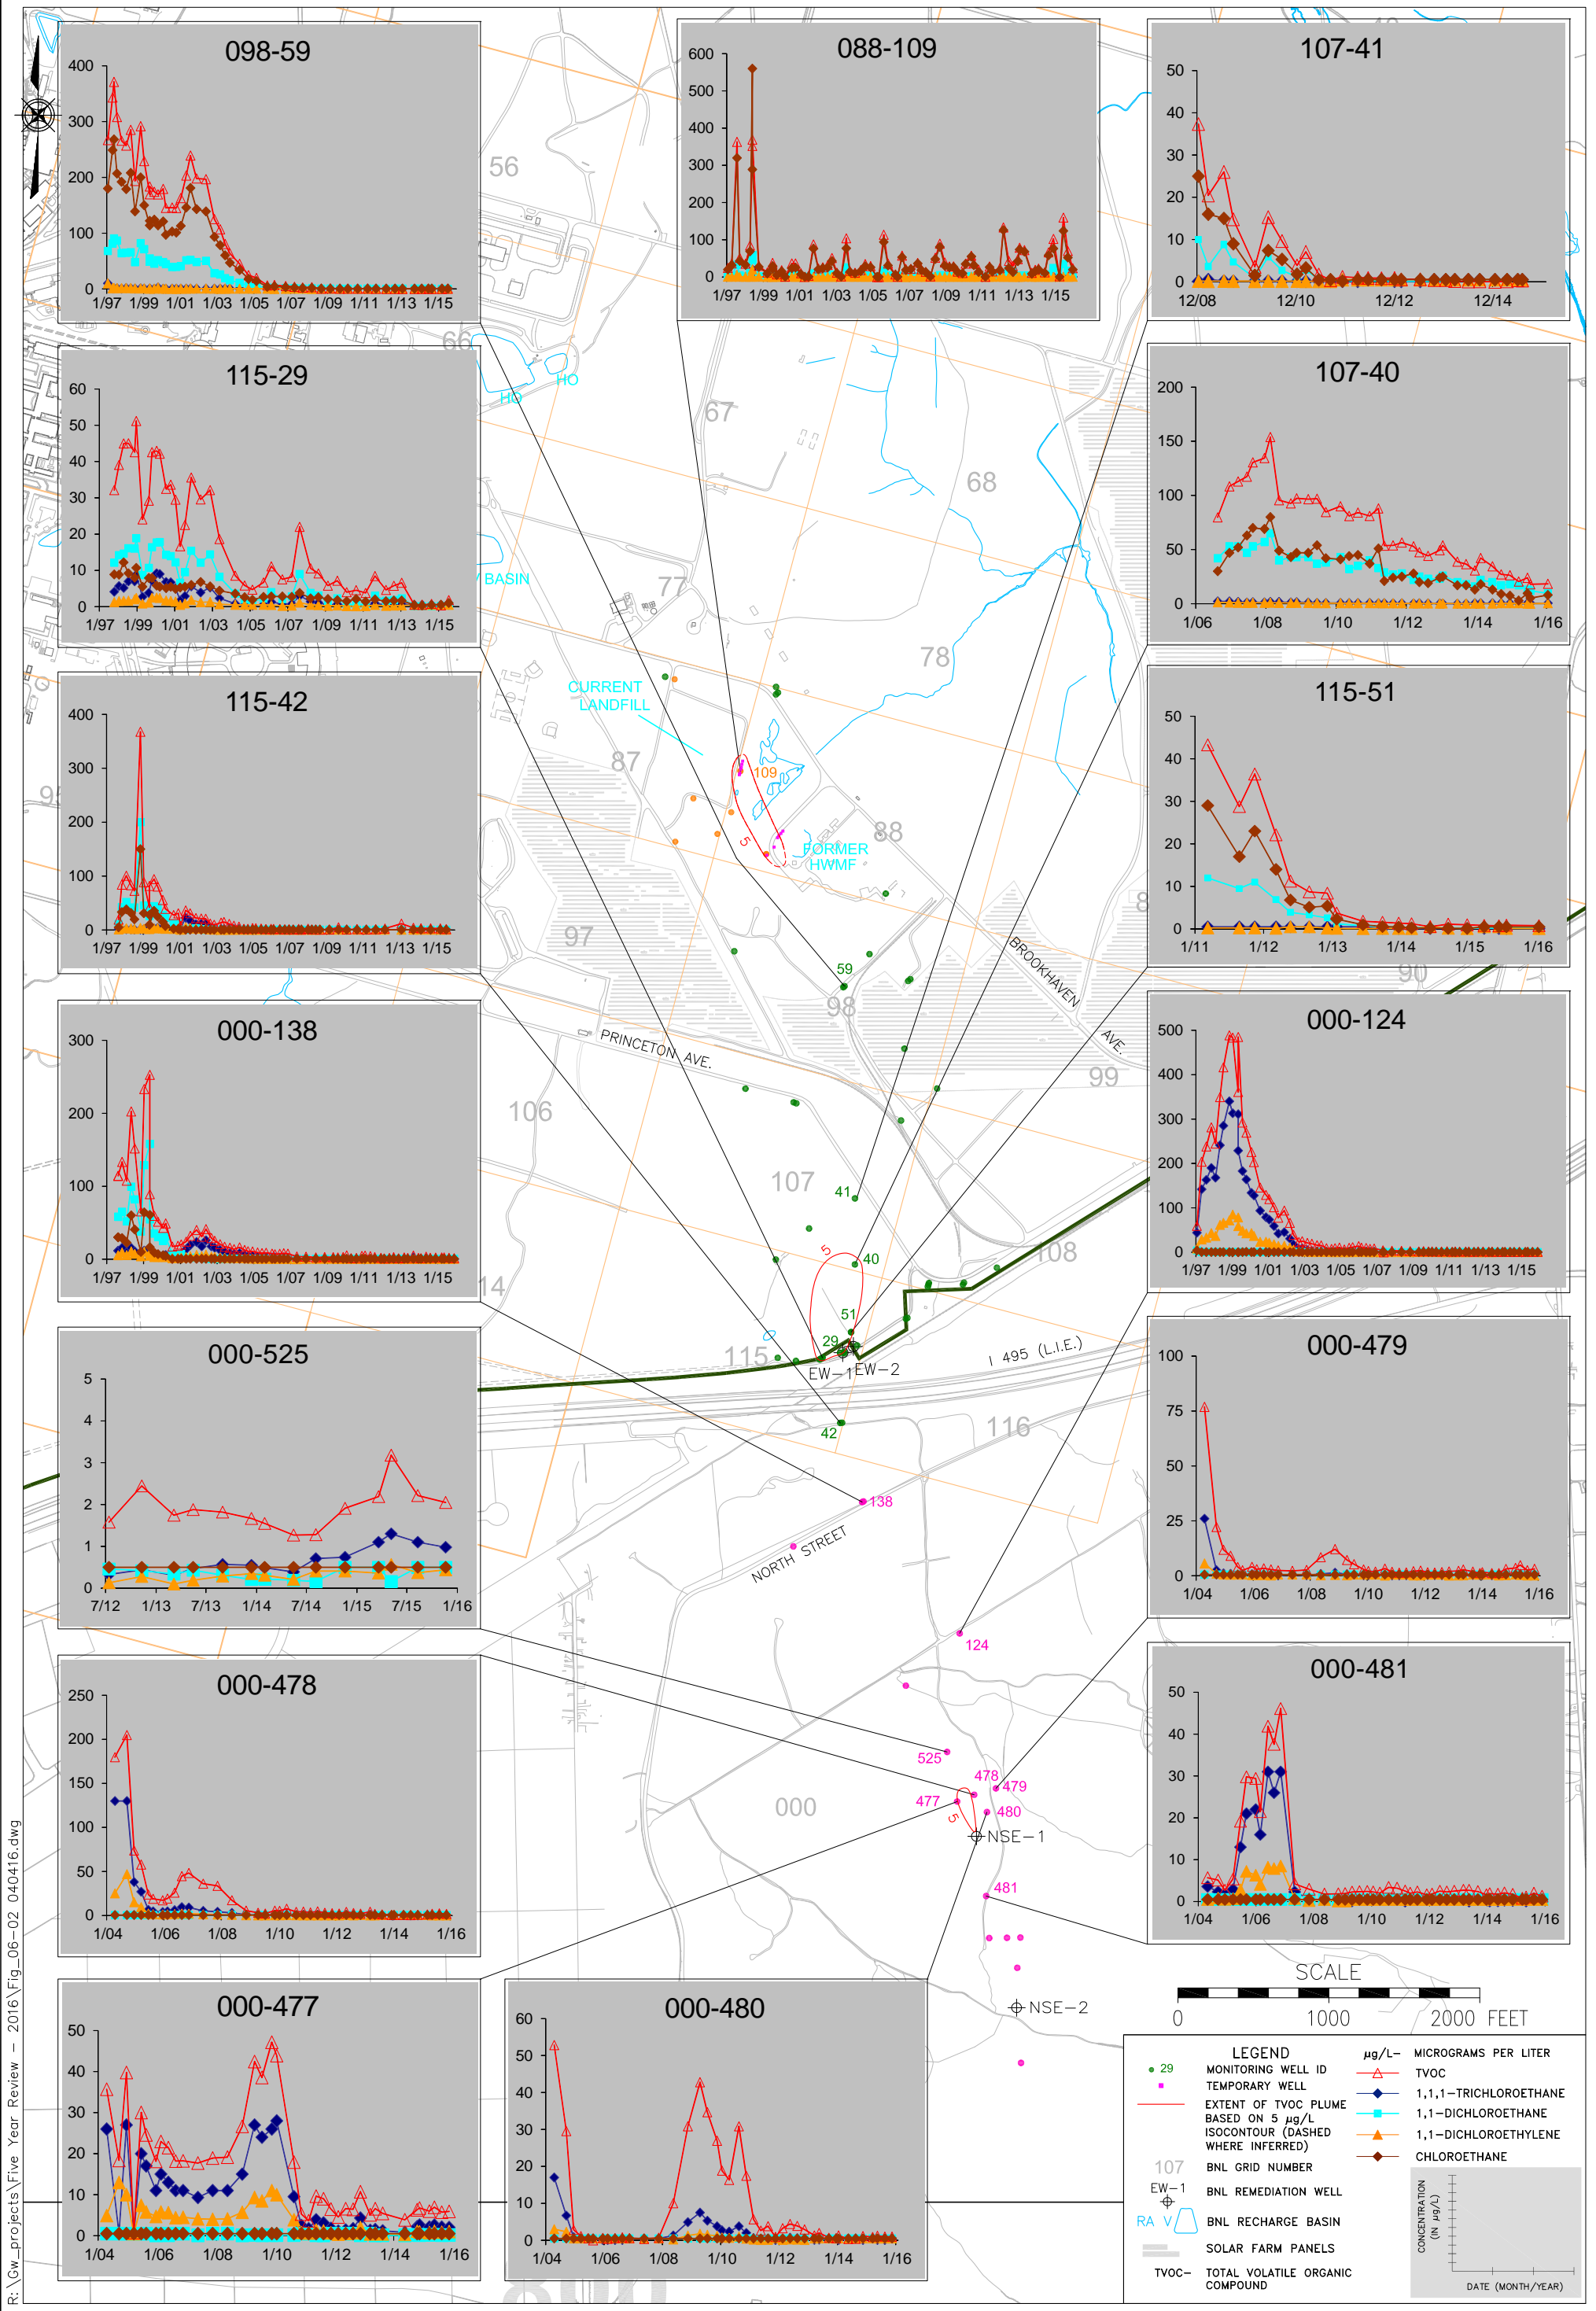 098-59
400
300
200
100
0
1/97 1/99 1/01 1/03 1/05 1/07 1/09 1/11 1/13 1/15
088-109
600
500
400
300
200
100
0
1/97 1/99 1/01 1/03 1/05 1/07 1/09 1/11 1/13 1/15
107-41
50
40
30
20
10
0
12/08 12/10 12/12 12/14
115-29
60
50
40
30
20
10
0
1/97 1/99 1/01 1/03 1/05 1/07 1/09 1/11 1/13 1/15
107-40
200
150
100
50
0
1/06 1/08 1/10 1/12 1/14 1/16
115-42
400
300
200
100
0
1/97 1/99 1/01 1/03 1/05 1/07 1/09 1/11 1/13 1/15
115-51
50
40
30
20
10
0
1/11 1/12 1/13 1/14 1/15 1/16
000-138
300
200
100
0
1/97 1/99 1/01 1/03 1/05 1/07 1/09 1/11 1/13 1/15
000-124
500
400
300
200
100
0
1/97 1/99 1/01 1/03 1/05 1/07 1/09 1/11 1/13 1/15
000-525
5
4
3
2
1
0
7/12 1/13 7/13 1/14 7/14 1/15 7/15 1/16
000-479
100
75
50
25
0
1/04 1/06 1/08 1/10 1/12 1/14 1/16
000-478
250
200
150
100
50
0
1/04 1/06 1/08 1/10 1/12 1/14 1/16
000-481
50
40
30
20
10
0
1/04 1/06 1/08 1/10 1/12 1/14 1/16
000-477
50
40
30
20
10
0
1/04 1/06 1/08 1/10 1/12 1/14 1/16
000-480
60
50
40
30
20
10
0
1/04 1/06 1/08 1/10 1/12 1/14 1/16
56
66
HO
HO
67
68
BASIN
77
78
CURRENT
LANDFILL
87
109
5
88
FORMER
HWMF
97
59
98
BROOKHAVEN AVE.
90
PRINCETON AVE.
99
106
107
41
5
40
108
14
51
29
115
EW-1
EW-2
I 495 (L.I.E.)
42
116
138
NORTH STREET
124
525
478
479
477
480
5
000
NSE-1
481
NSE-2
SCALE
0 1000 2000 FEET
LEGEND
29 MONITORING WELL ID
TEMPORARY WELL
EXTENT OF TVOC PLUME
BASED ON 5 µg/L
ISOCONTOUR (DASHED
WHERE INFERRED)
107 BNL GRID NUMBER
EW-1 BNL REMEDIATION WELL
RA V BNL RECHARGE BASIN
SOLAR FARM PANELS
TVOC- TOTAL VOLATILE ORGANIC
COMPOUND
µg/L- MICROGRAMS PER LITER
TVOC
1,1,1-TRICHLOROETHANE
1,1-DICHLOROETHANE
1,1-DICHLOROETHYLENE
CHLOROETHANE
CONCENTRATION
(IN µg/L)
DATE (MONTH/YEAR)
R:\Gw_projects\Five Year Review - 2016\Fig_06-02 040416.dwg